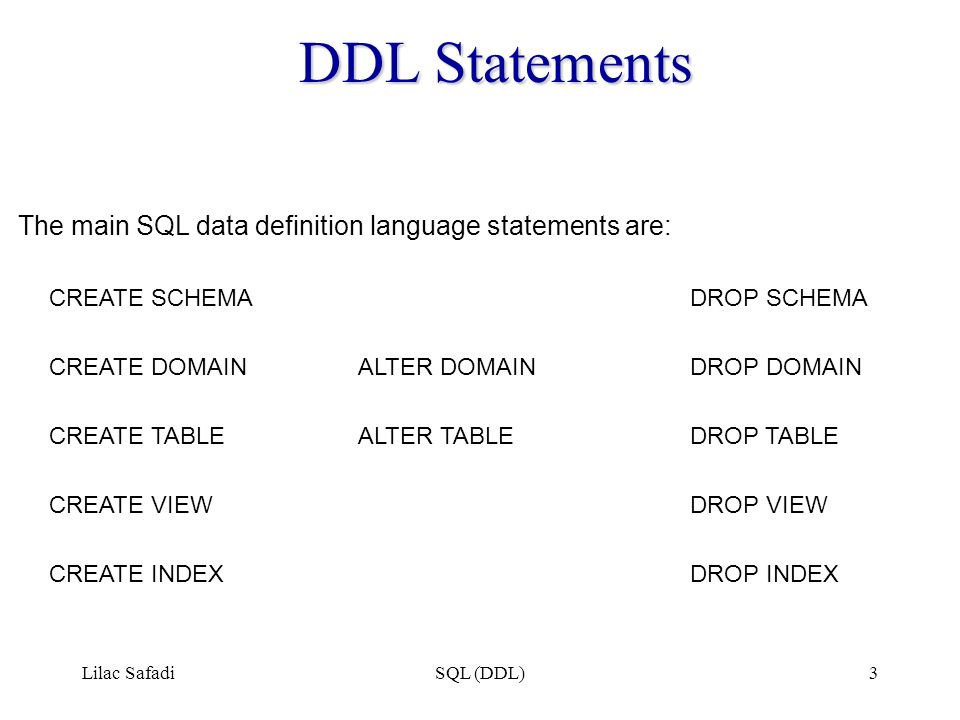 DDL Statements
The main SQL data definition language statements are:
CREATE SCHEMA DROP SCHEMA
CREATE DOMAIN ALTER DOMAIN DROP DOMAIN
CREATE TABLE ALTER TABLE DROP TABLE
CREATE VIEW DROP VIEW
CREATE INDEX DROP INDEX
Lilac Safadi SQL (DDL) 3